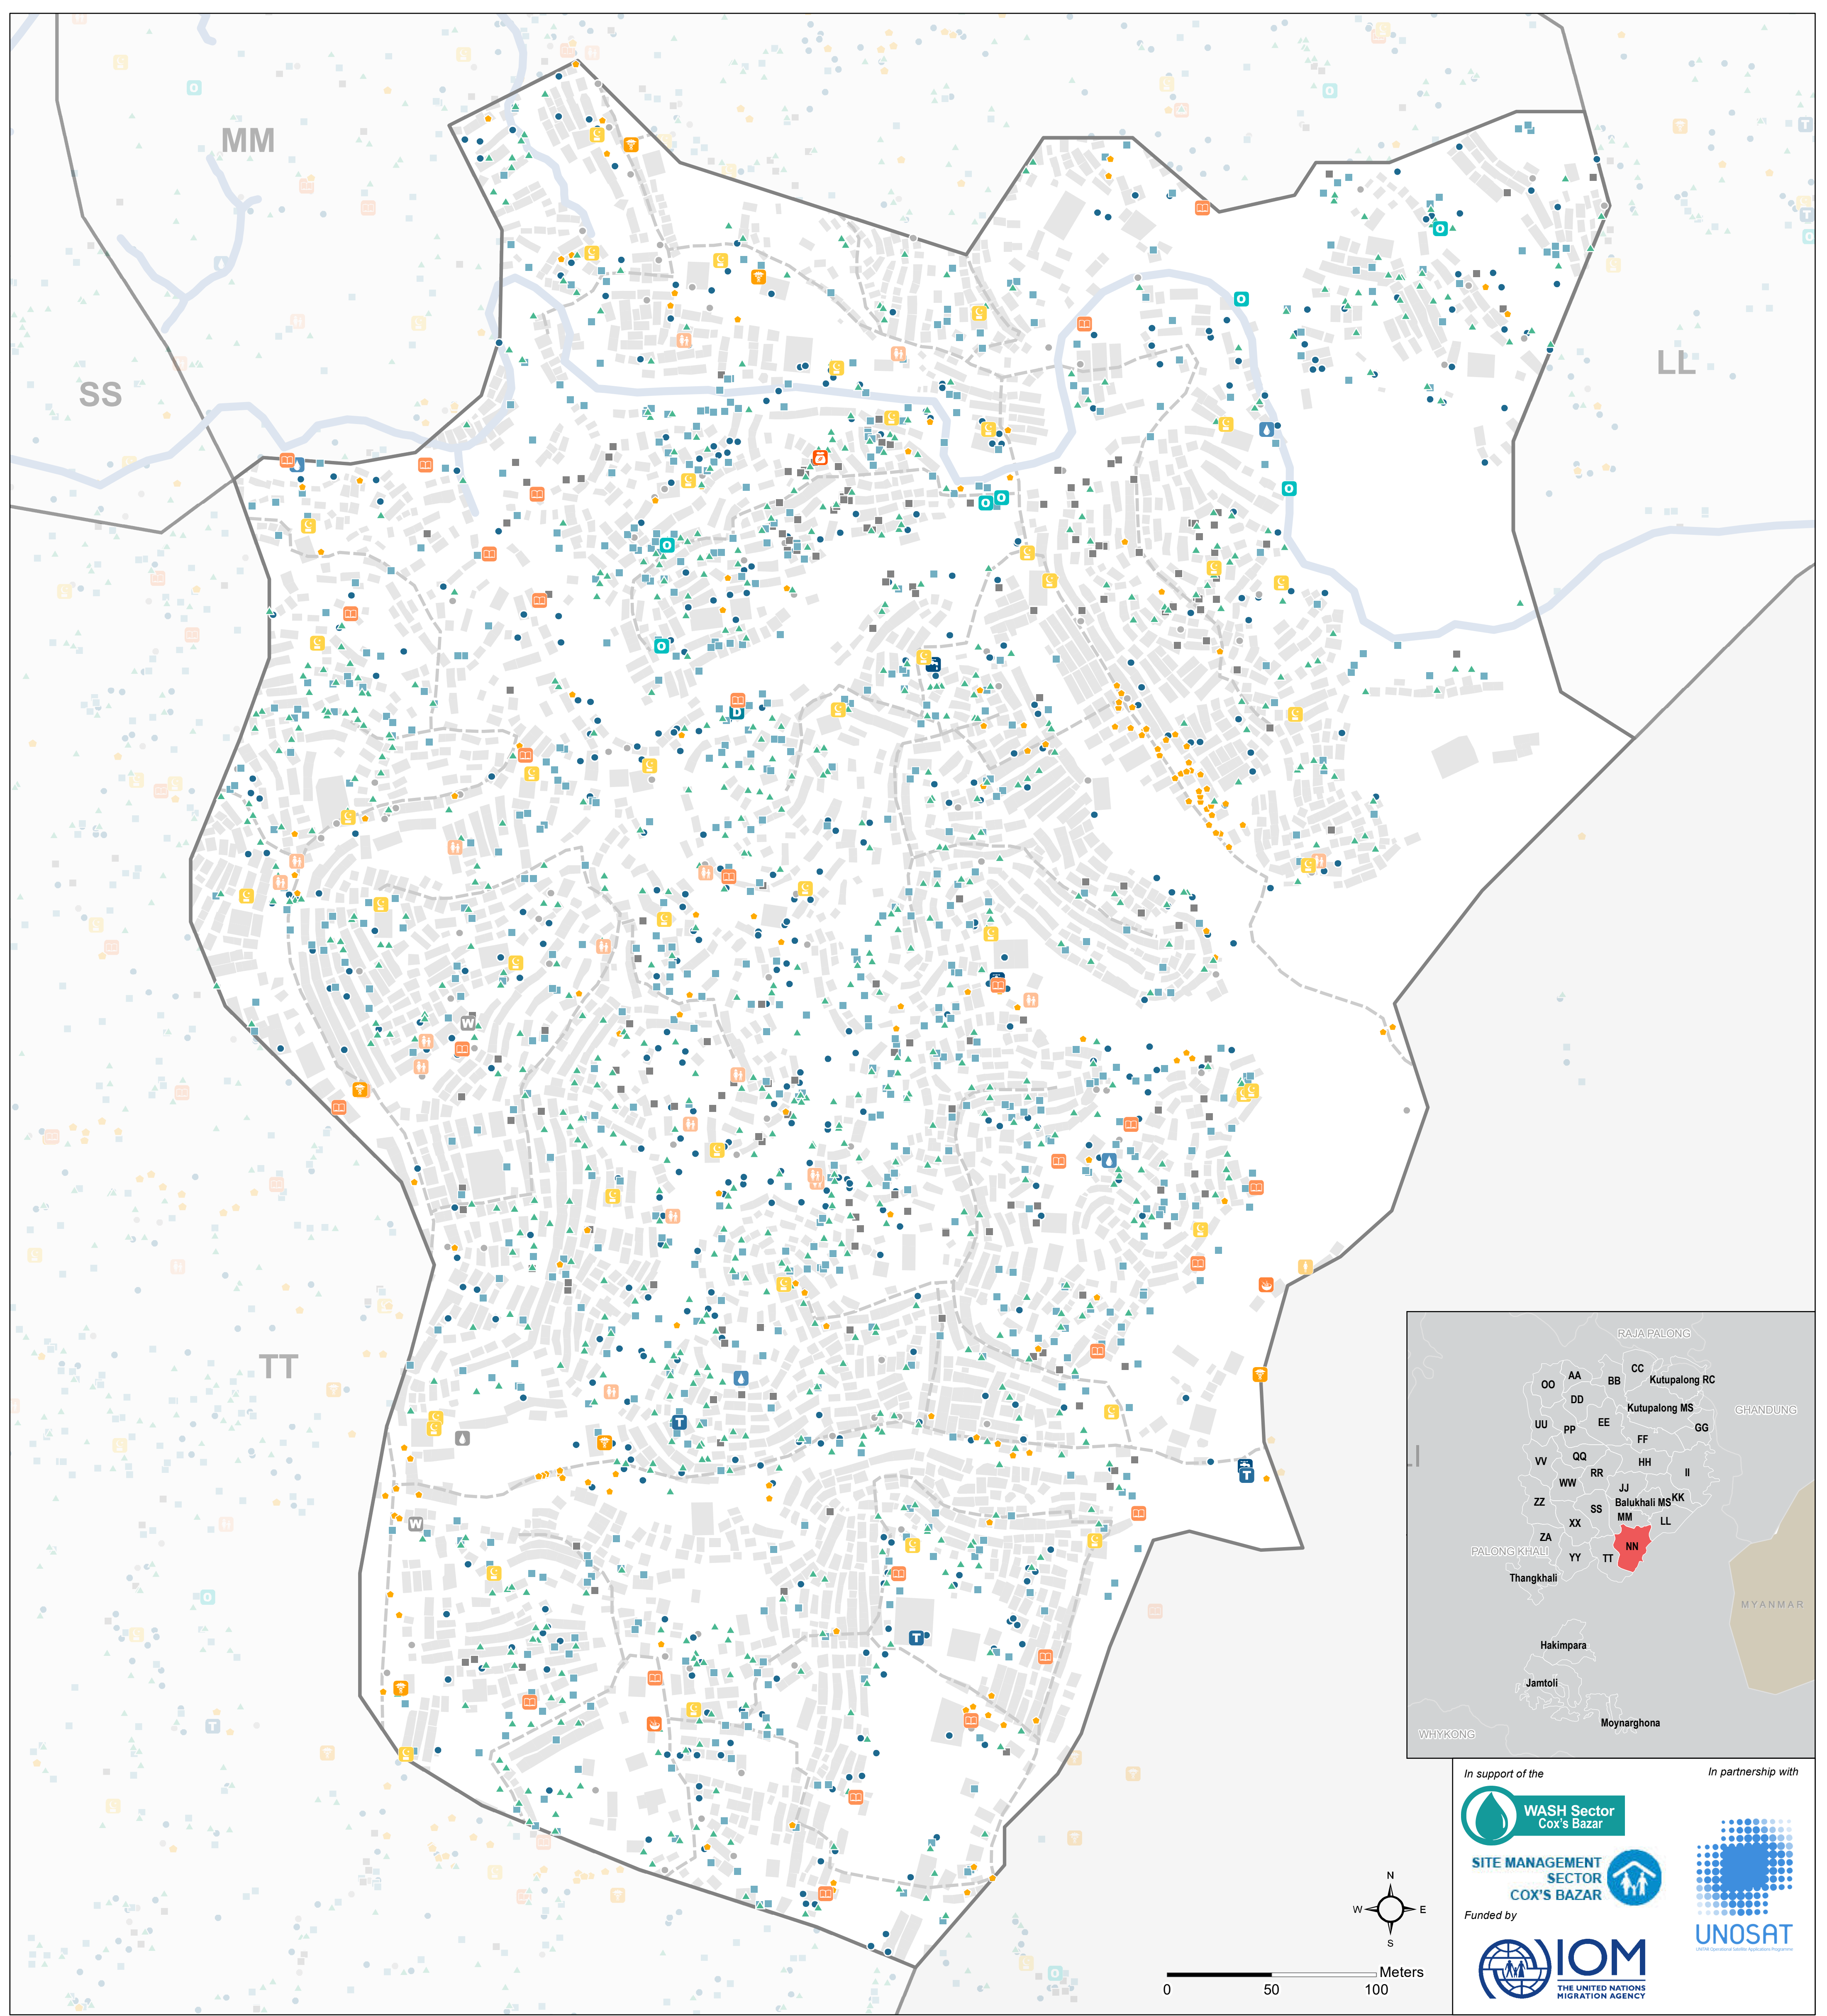 MM
SS
LL
TT
RAJA PALONG
CC
AA
OO
BB
Kutupalong RC
DD
Kutupalong MS
GHANDUNG
UU
PP
EE
GG
FF
QQ
VV
HH
RR
II
WW
JJ
KK
ZZ
SS
Balukhali MS
MM
LL
XX
ZA
NN
PALONG KHALI
YY
TT
Thangkhali
MYANMAR
Hakimpara
Jamtoli
Moynarghona
WHYKONG
In support of the
In partnership with
WASH Sector
Cox's Bazar
SITE MANAGEMENT
SECTOR
COX'S BAZAR
Funded by
UNOSAT
IOM
THE UNITED NATIONS
MIGRATION AGENCY
N
W
E
S
Meters
0
50
100